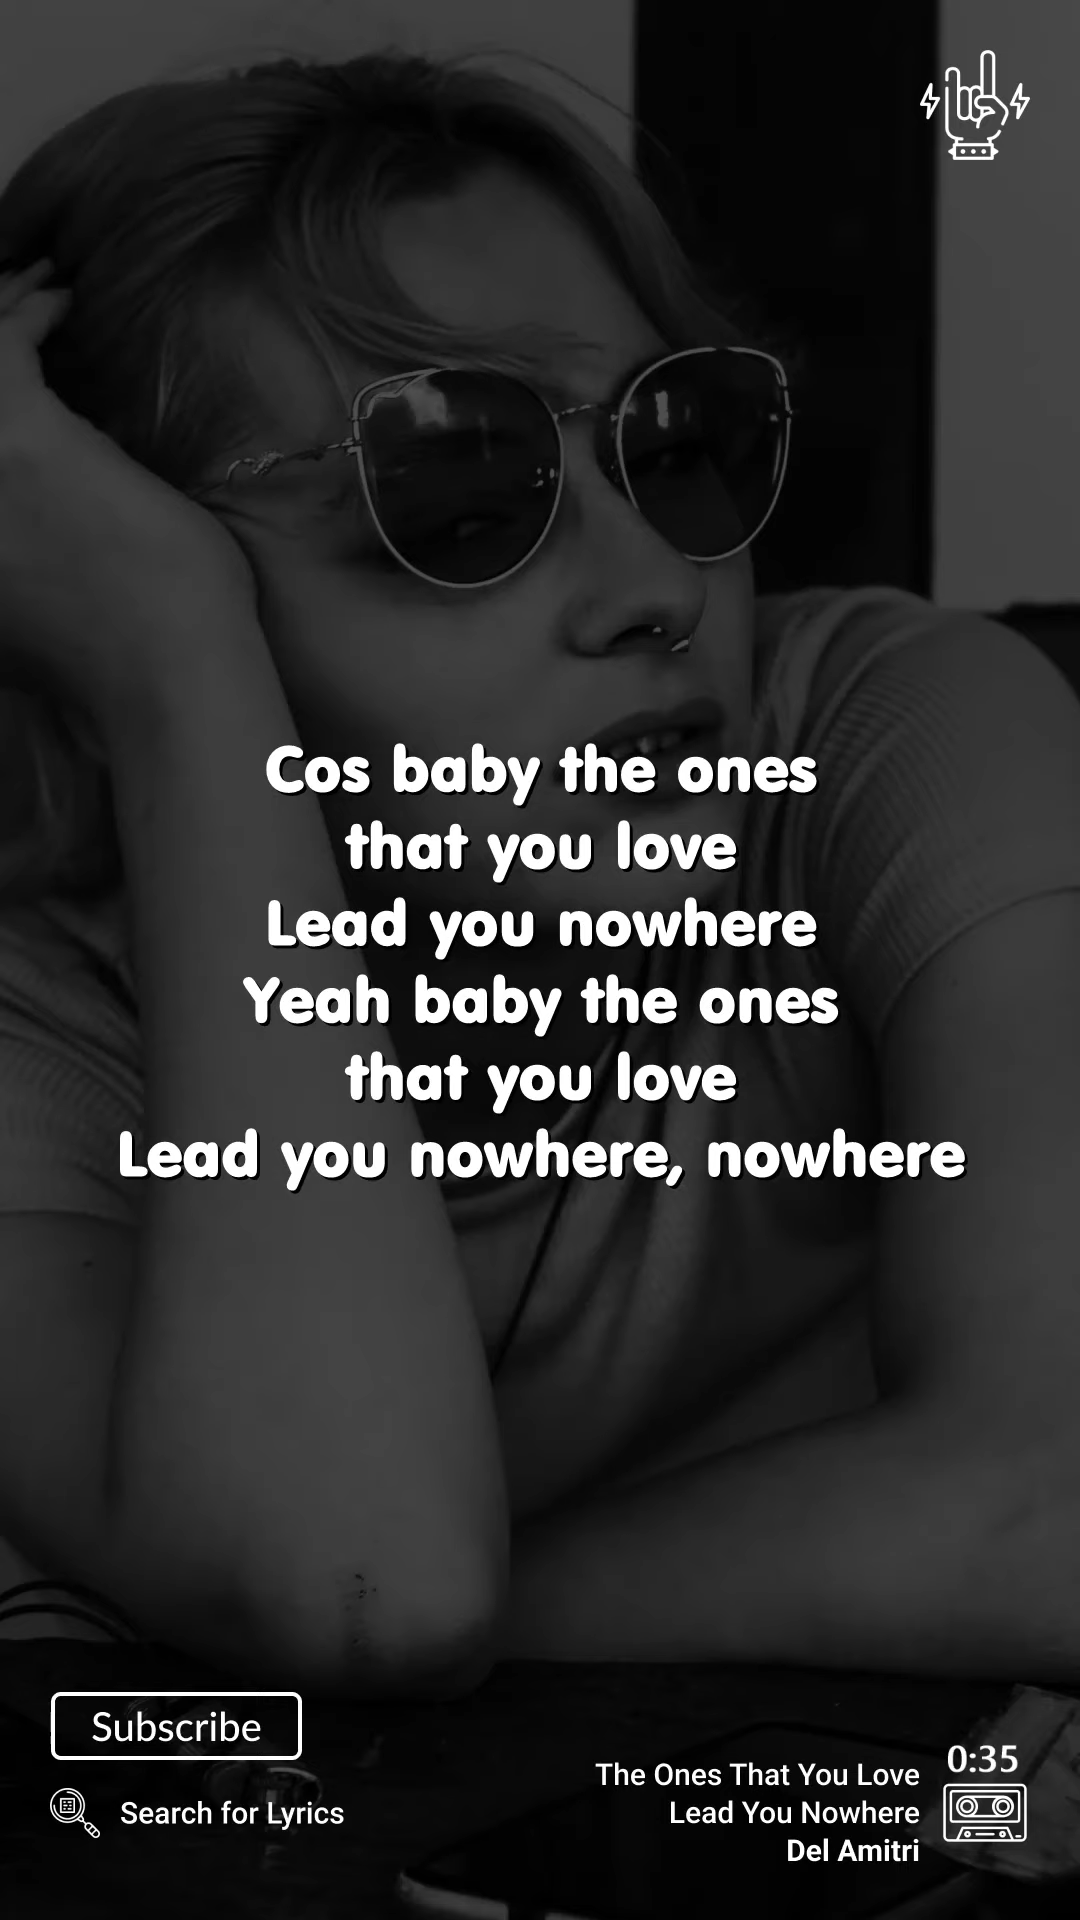 Cos baby the ones
that you love
Lead you nowhere
Yeah baby the ones
that you love
Lead you nowhere, nowhere
Subscribe
Search for Lyrics
0:35
The Ones That You Love
Lead You Nowhere
Del Amitri